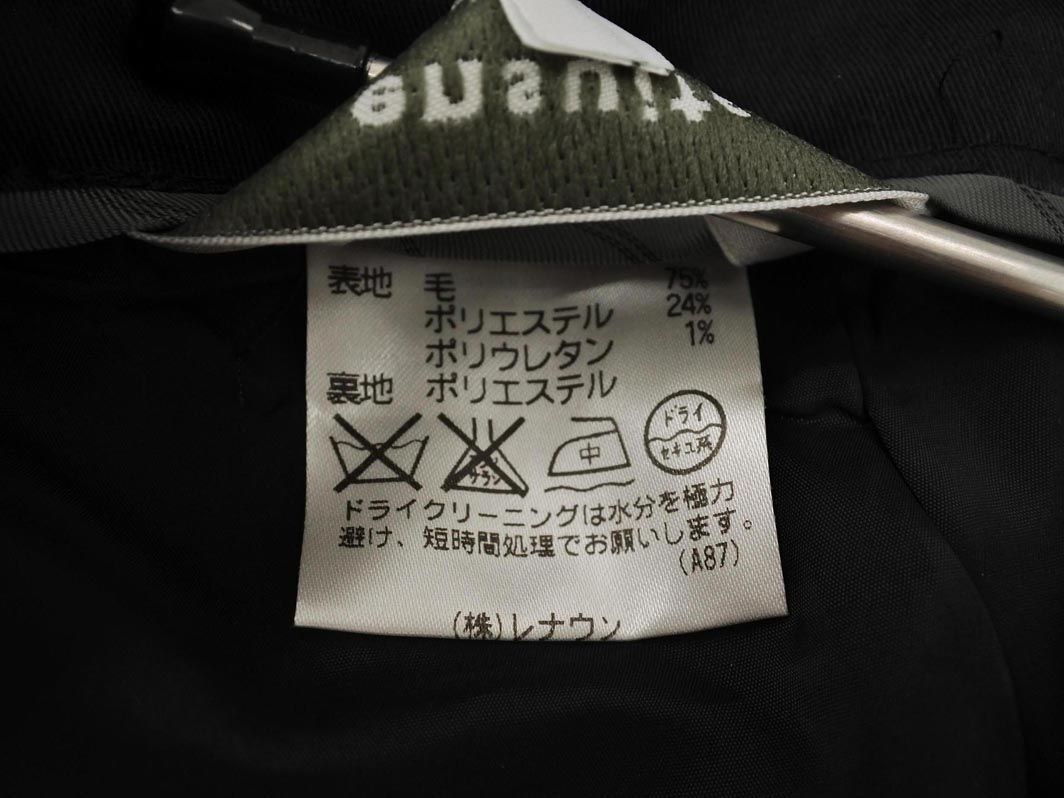 表地 毛 75%
ポリエステル 24%
ポリウレタン 1%
裏地 ポリエステル
中
ドライ
セキユ系
ドライクリーニングは水分を極力
避け、短時間処理でお願いします。
(A87)
(株)レナウン